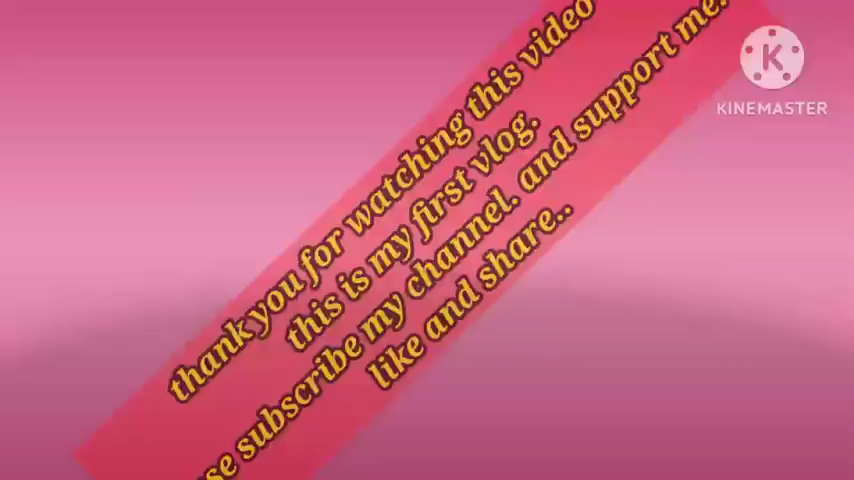 thank you for watching this video
this is my first vlog.
se subscribe my channel. and support me.
like and share..
KINEMASTER